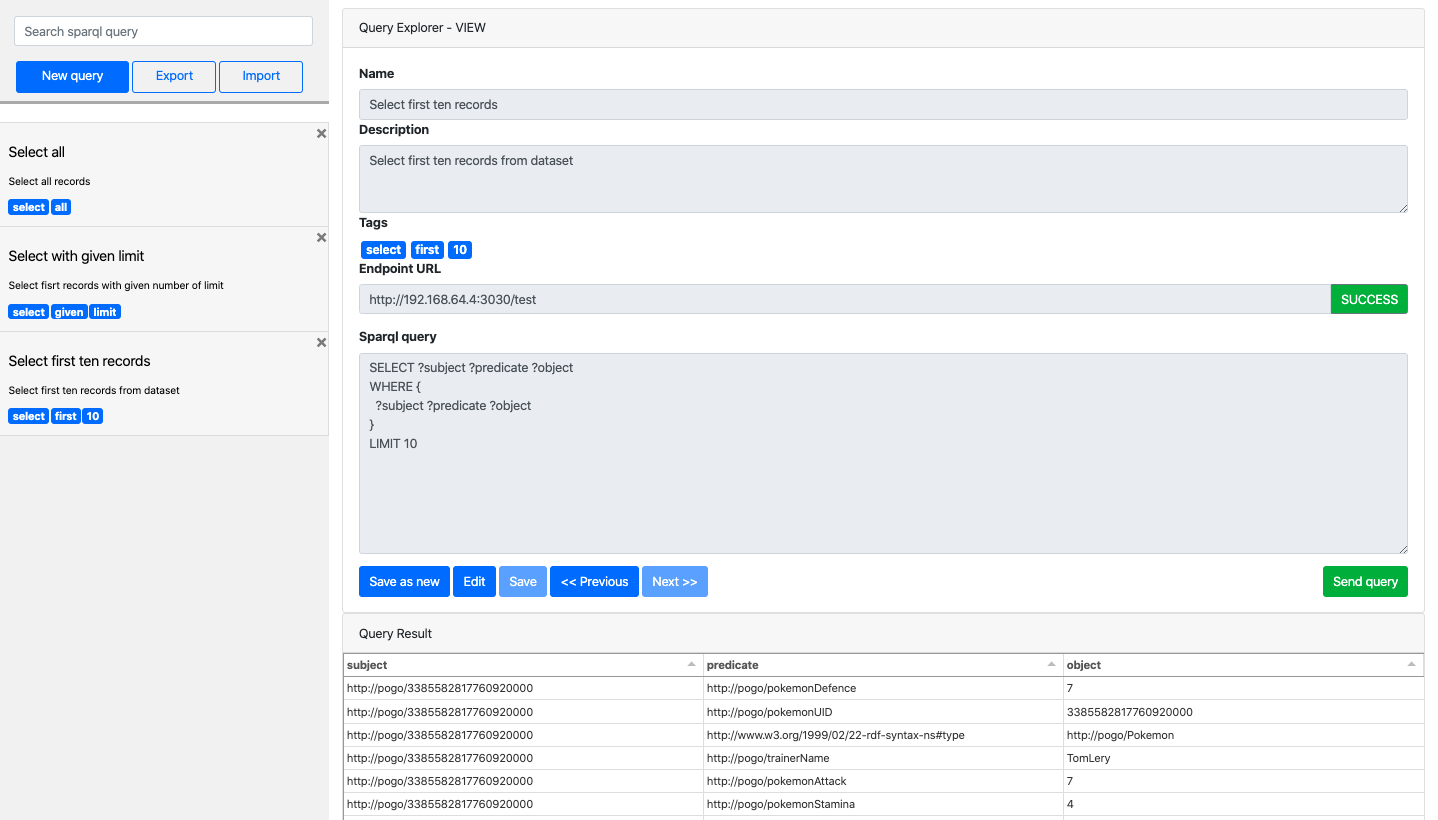 Search sparql query
New query Export Import
Select all
Select all records
select all
Select with given limit
Select fisrt records with given number of limit
select given limit
Select first ten records
Select first ten records from dataset
select first 10
Query Explorer - VIEW
Name
Select first ten records
Description
Select first ten records from dataset
Tags
select first 10
Endpoint URL
http://192.168.64.4:3030/test SUCCESS
Sparql query
SELECT ?subject ?predicate ?object
WHERE {
?subject ?predicate ?object
}
LIMIT 10
Save as new Edit Save << Previous Next >> Send query
Query Result
subject predicate object
http://pogo/3385582817760920000 http://pogo/pokemonDefence 7
http://pogo/3385582817760920000 http://pogo/pokemonUID 3385582817760920000
http://pogo/3385582817760920000 http://www.w3.org/1999/02/22-rdf-syntax-ns#type http://pogo/Pokemon
http://pogo/3385582817760920000 http://pogo/trainerName TomLery
http://pogo/3385582817760920000 http://pogo/pokemonAttack 7
http://pogo/3385582817760920000 http://pogo/pokemonStamina 4